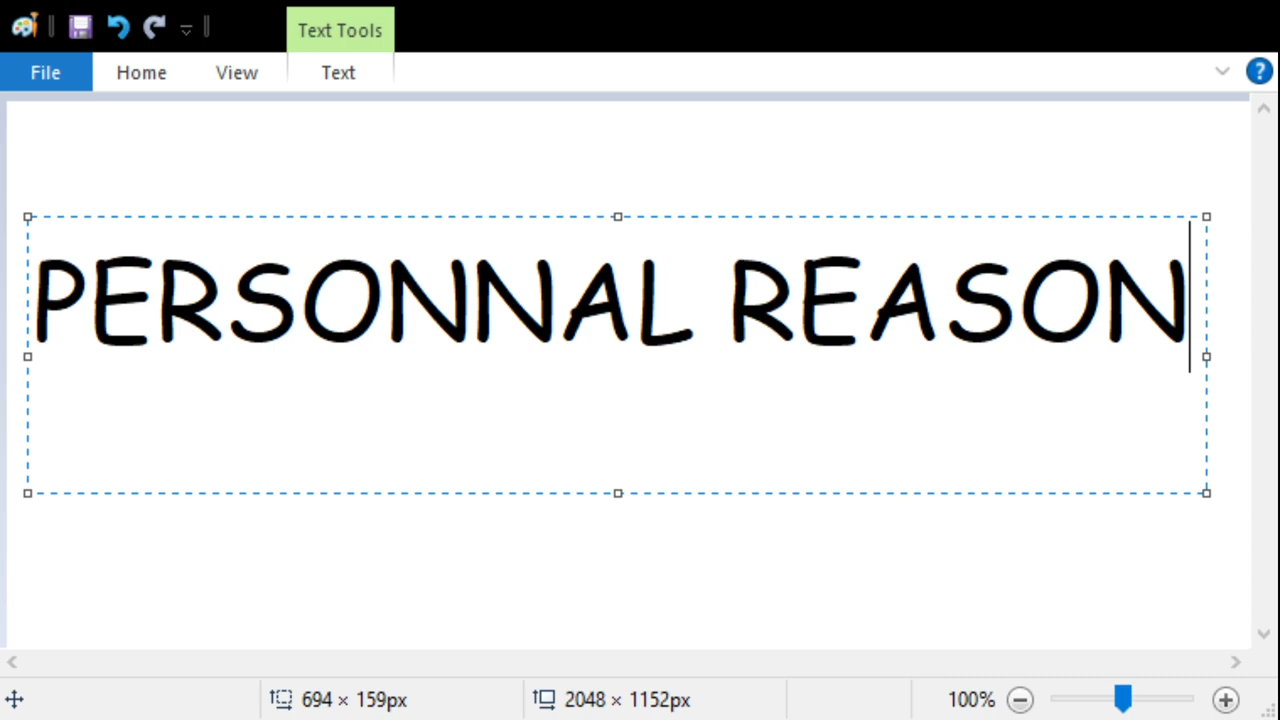 Text Tools
File Home View Text ?
PERSONNAL REASON
694 × 159px 2048 × 1152px 100%